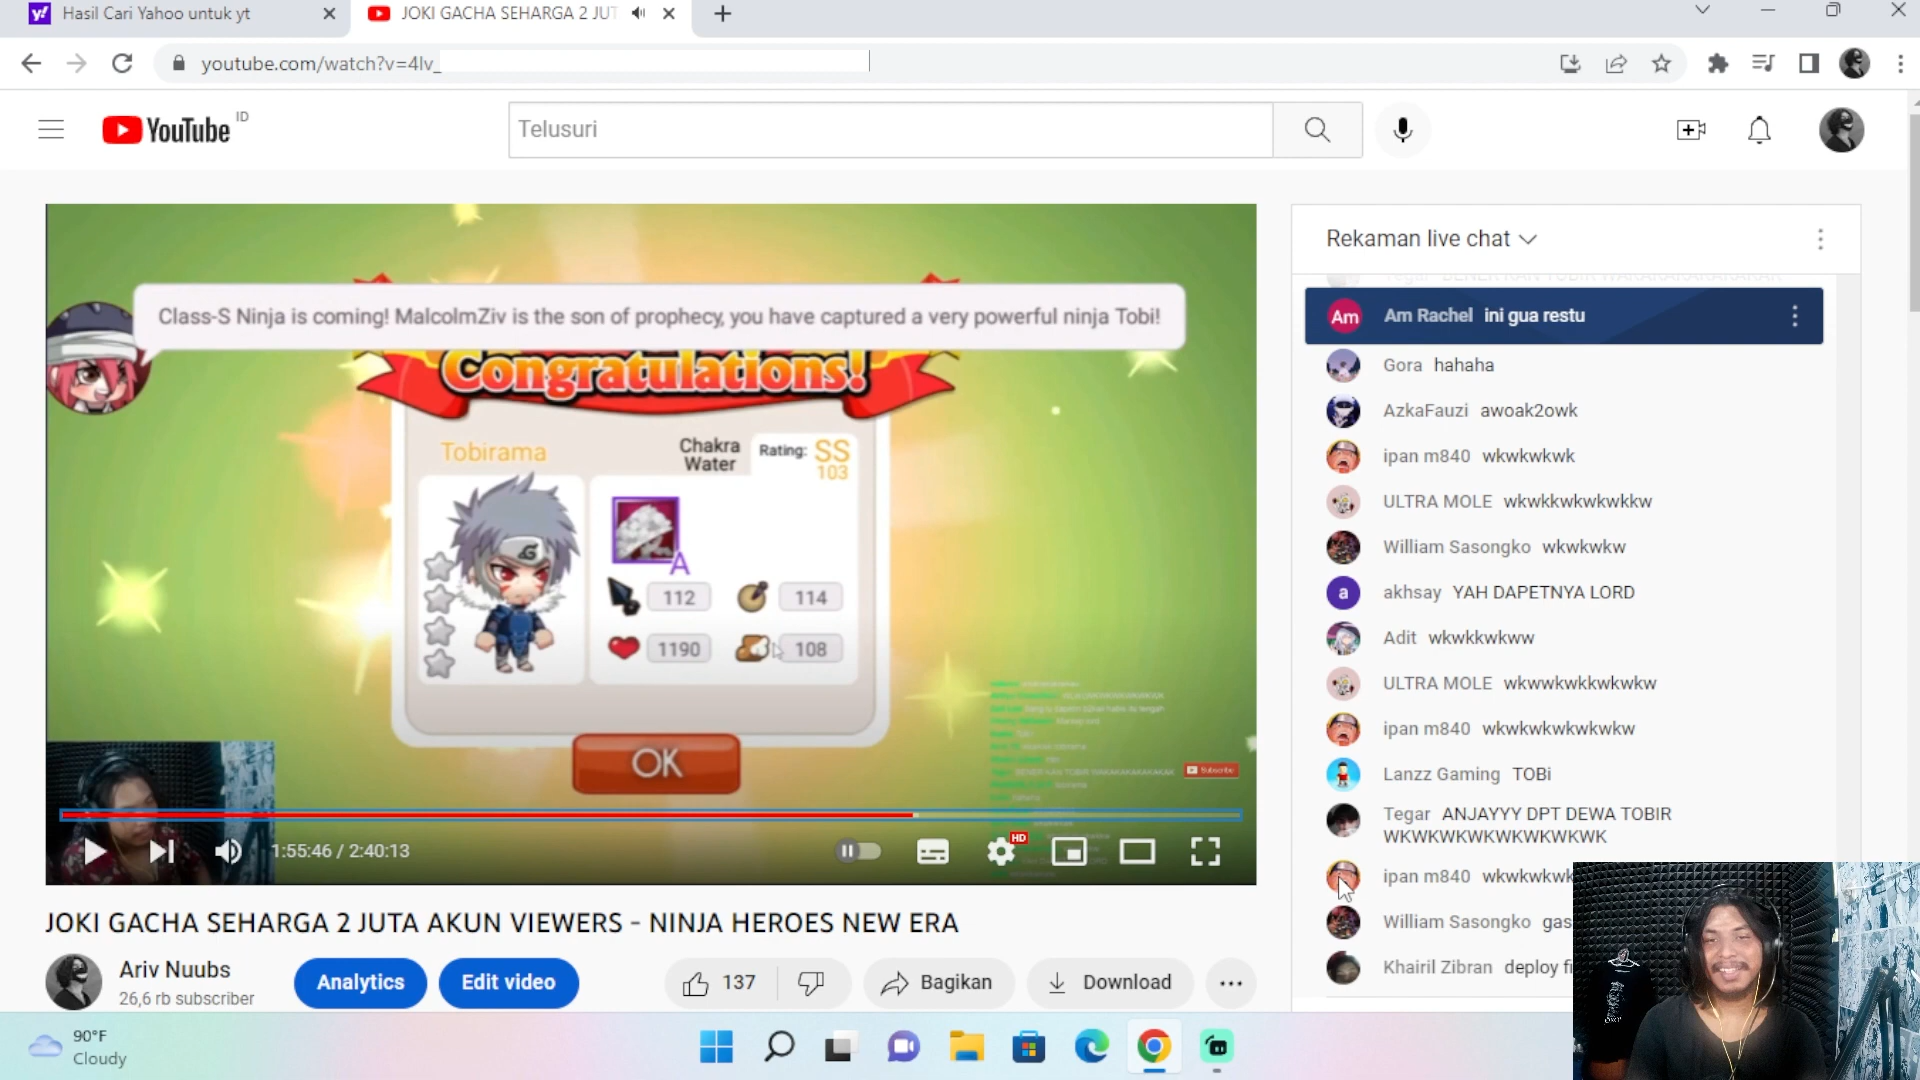 Hasil Cari Yahoo untuk yt
JOKI GACHA SEHARGA 2 JUT
youtube.com/watch?v=4lv_
YouTube ID
Telusuri
Class-S Ninja is coming! MalcolmZiv is the son of prophecy, you have captured a very powerful ninja Tobi!
Congratulations!
Tobirama
Chakra
Water
Rating: SS
103
A
112
114
1190
108
OK
Subscribe
1:55:46 / 2:40:13
HD
Rekaman live chat
Am
Am Rachel ini gua restu
Gora hahaha
AzkaFauzi awoak2owk
ipan m840 wkwkwkwk
ULTRA MOLE wkwkkwkwkwkkw
William Sasongko wkwkwkw
a
akhsay YAH DAPETNYA LORD
Adit wkwkkwkww
ULTRA MOLE wkwwkwkkwkwkw
ipan m840 wkwkwkwkwkwkw
Lanzz Gaming TOBi
Tegar ANJAYYY DPT DEWA TOBIR
WKWKWKWKWKWKWKWK
ipan m840 wkwkwkwk
William Sasongko gas
Khairil Zibran deploy fi
JOKI GACHA SEHARGA 2 JUTA AKUN VIEWERS - NINJA HEROES NEW ERA
Ariv Nuubs
26,6 rb subscriber
Analytics
Edit video
137
Bagikan
Download
90°F
Cloudy